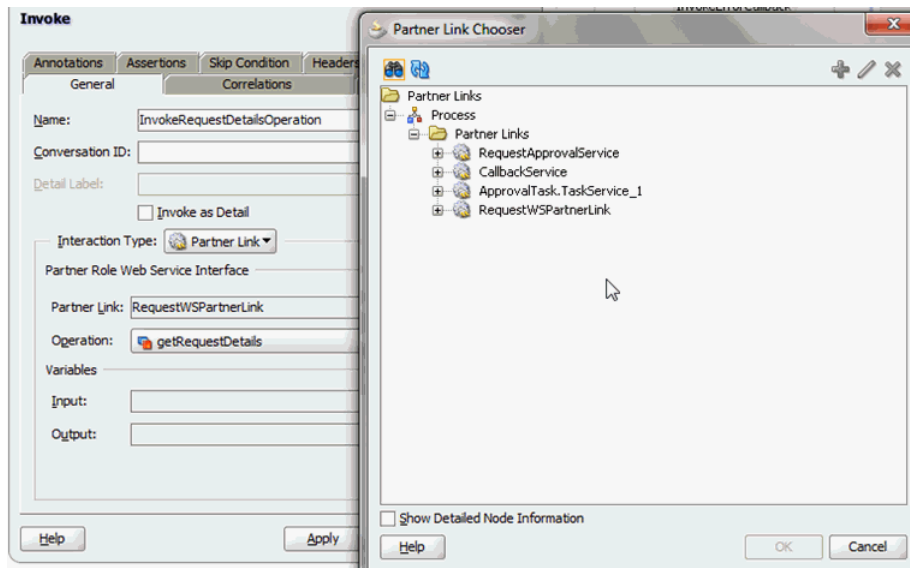 Invoke
Annotations Assertions Skip Condition Headers
General Correlations
Name: InvokeRequestDetailsOperation
Conversation ID:
Detail Label:
Invoke as Detail
Interaction Type: Partner Link
Partner Role Web Service Interface
Partner Link: RequestWSPartnerLink
Operation: getRequestDetails
Variables
Input:
Output:
Help Apply
InvokeErrorCallback
Partner Link Chooser
Partner Links
Process
Partner Links
RequestApprovalService
CallbackService
ApprovalTask.TaskService_1
RequestWSPartnerLink
Show Detailed Node Information
Help OK Cancel